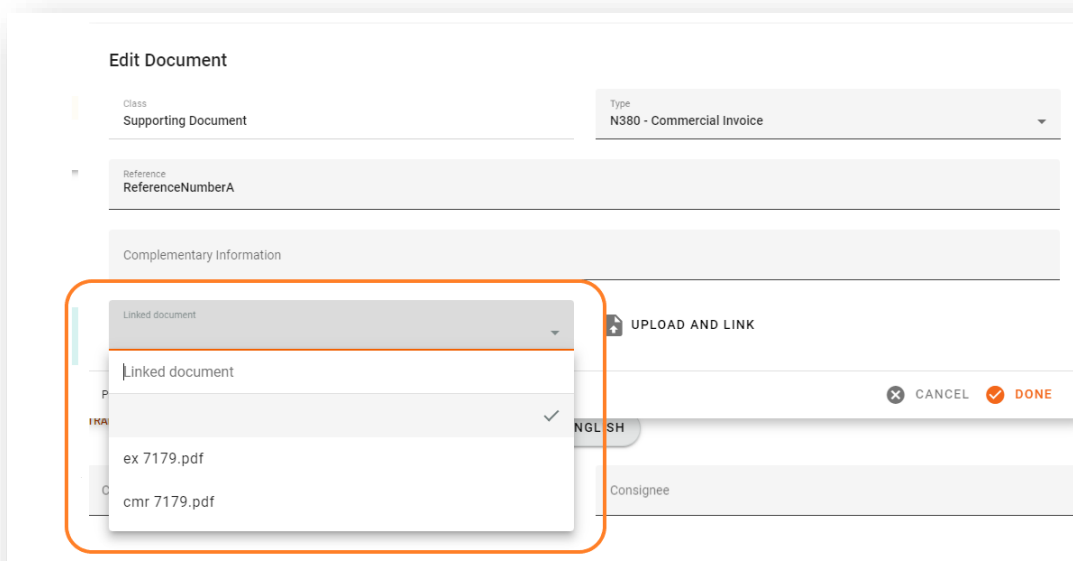 Edit Document
Class
Supporting Document
Type
N380 - Commercial Invoice
Reference
ReferenceNumberA
Complementary Information
Linked document
UPLOAD AND LINK
Linked document
CANCEL
DONE
ex 7179.pdf
cmr 7179.pdf
Consignee